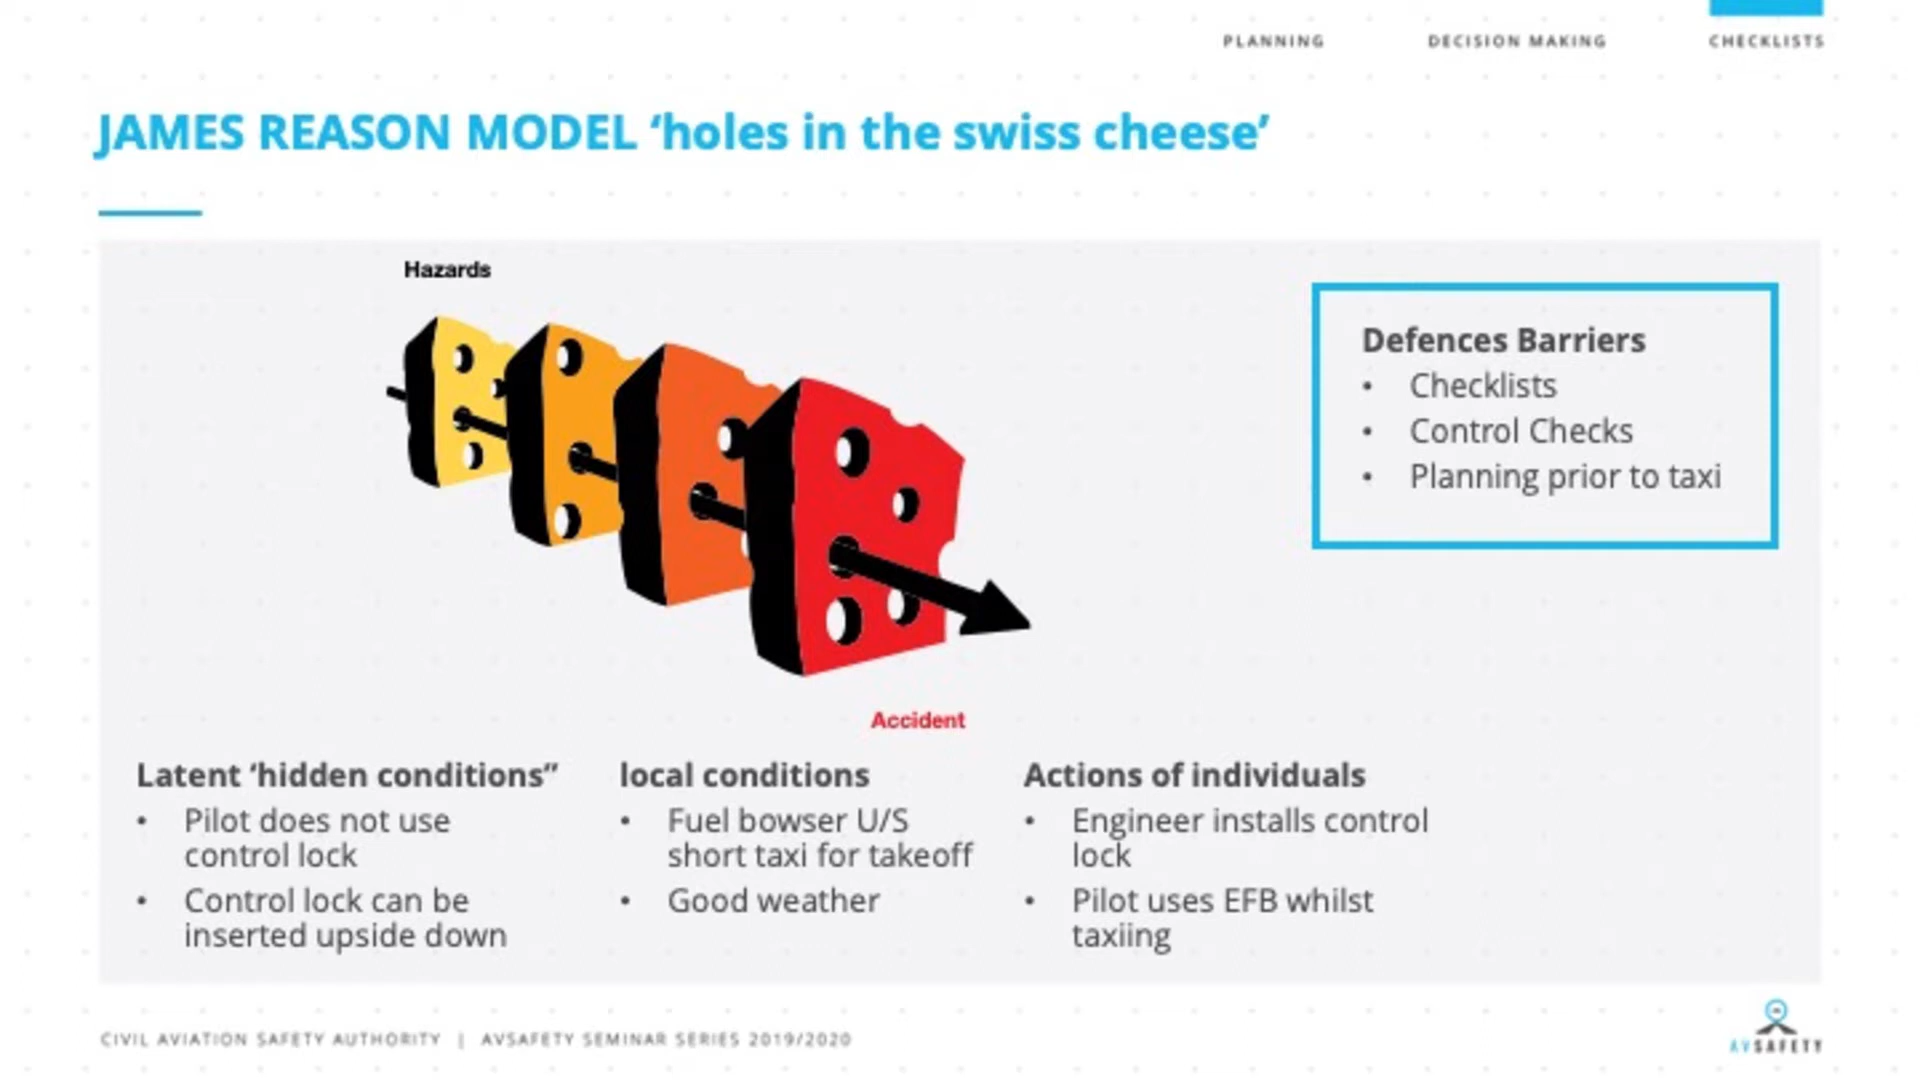 PLANNING DECISION MAKING CHECKLISTS
JAMES REASON MODEL ‘holes in the swiss cheese’
Hazards
Accident
Defences Barriers
• Checklists
• Control Checks
• Planning prior to taxi
Latent ‘hidden conditions”
• Pilot does not use
control lock
• Control lock can be
inserted upside down
local conditions
• Fuel bowser U/S
short taxi for takeoff
• Good weather
Actions of individuals
• Engineer installs control
lock
• Pilot uses EFB whilst
taxiing
CIVIL AVIATION SAFETY AUTHORITY | AVSAFETY SEMINAR SERIES 2019/2020
AVSAFETY